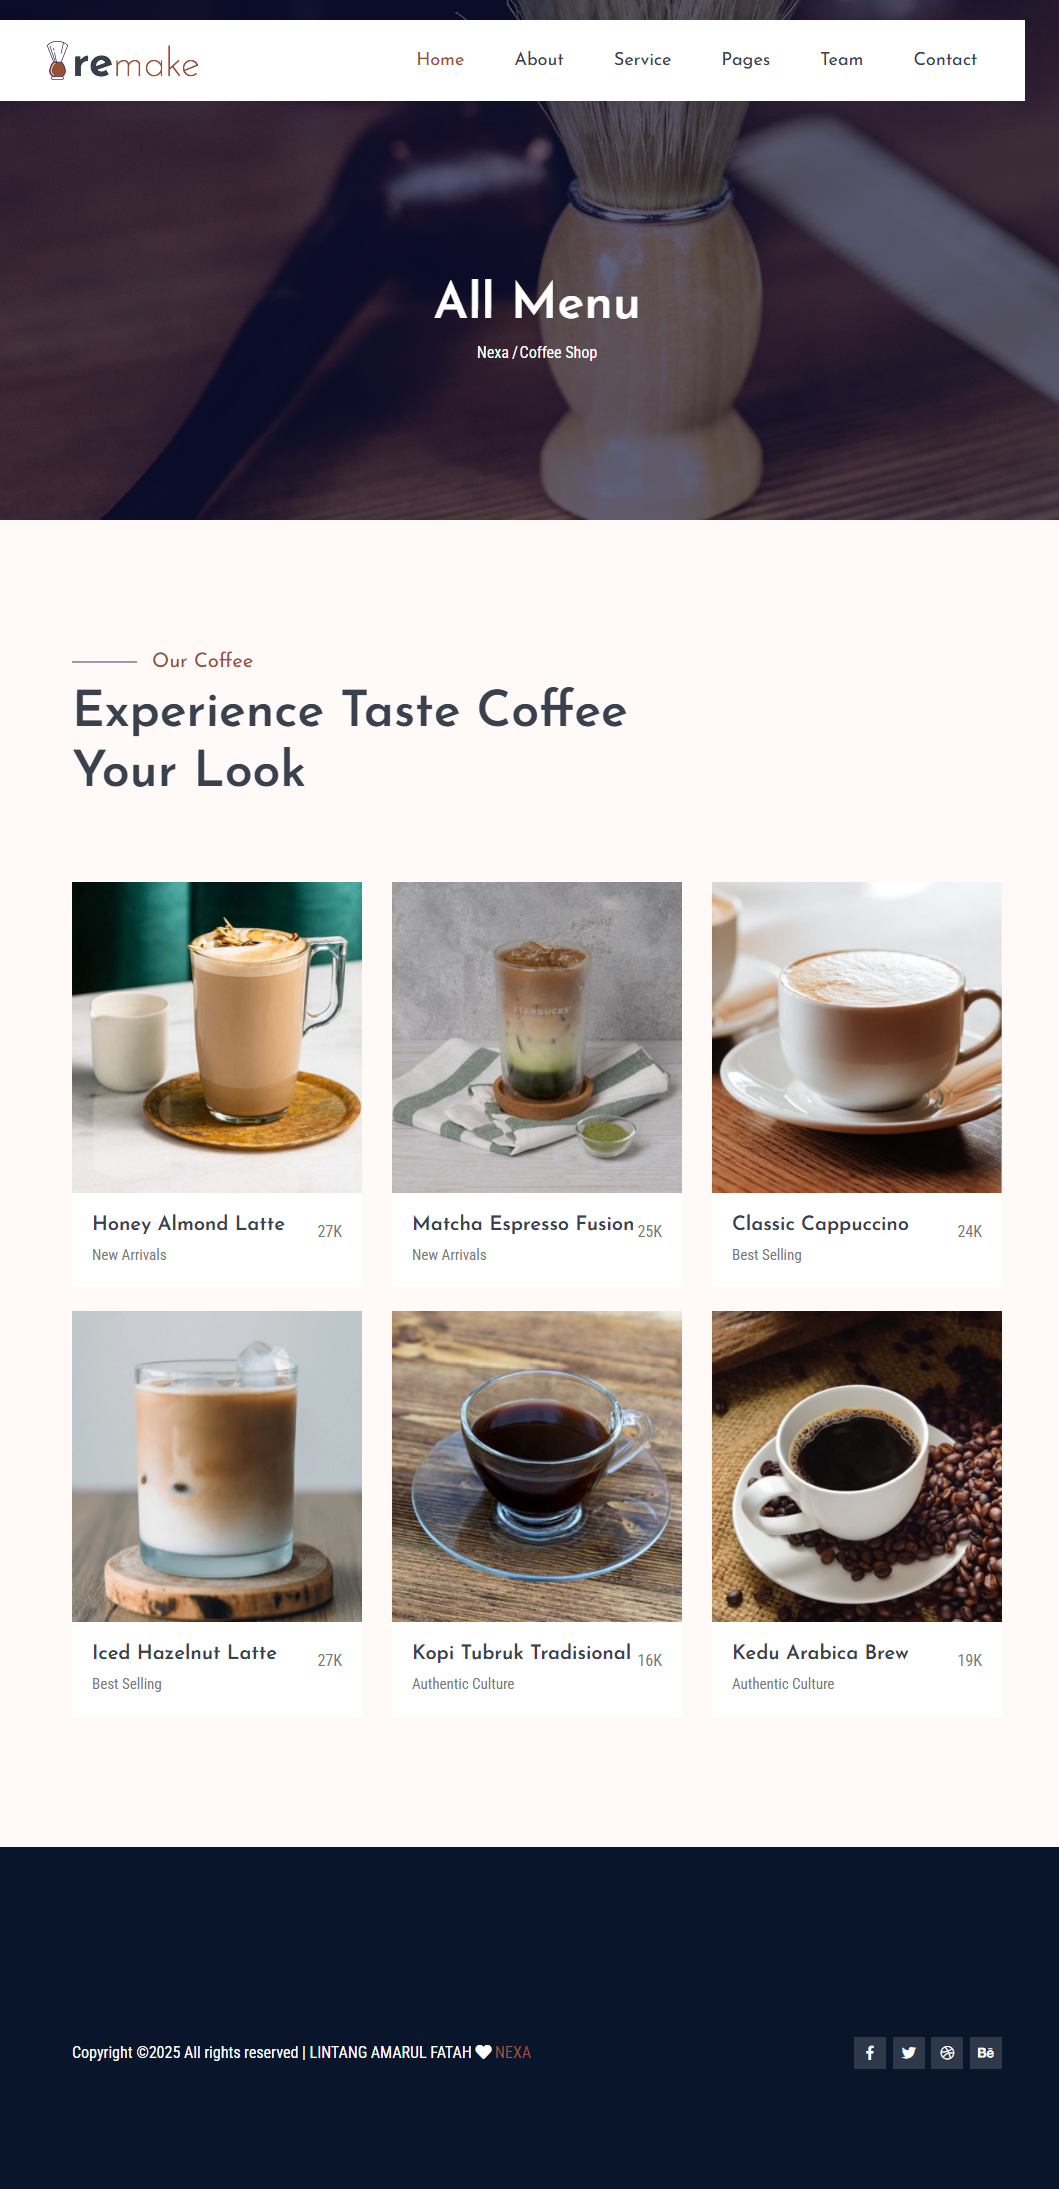 remake
Home About Service Pages Team Contact
All Menu
Nexa / Coffee Shop
Our Coffee
Experience Taste Coffee
Your Look
STARBUCKS
Honey Almond Latte 27K
New Arrivals
Matcha Espresso Fusion 25K
New Arrivals
Classic Cappuccino 24K
Best Selling
Iced Hazelnut Latte 27K
Best Selling
Kopi Tubruk Tradisional 16K
Authentic Culture
Kedu Arabica Brew 19K
Authentic Culture
Copyright ©2025 All rights reserved | LINTANG AMARUL FATAH ♥ NEXA